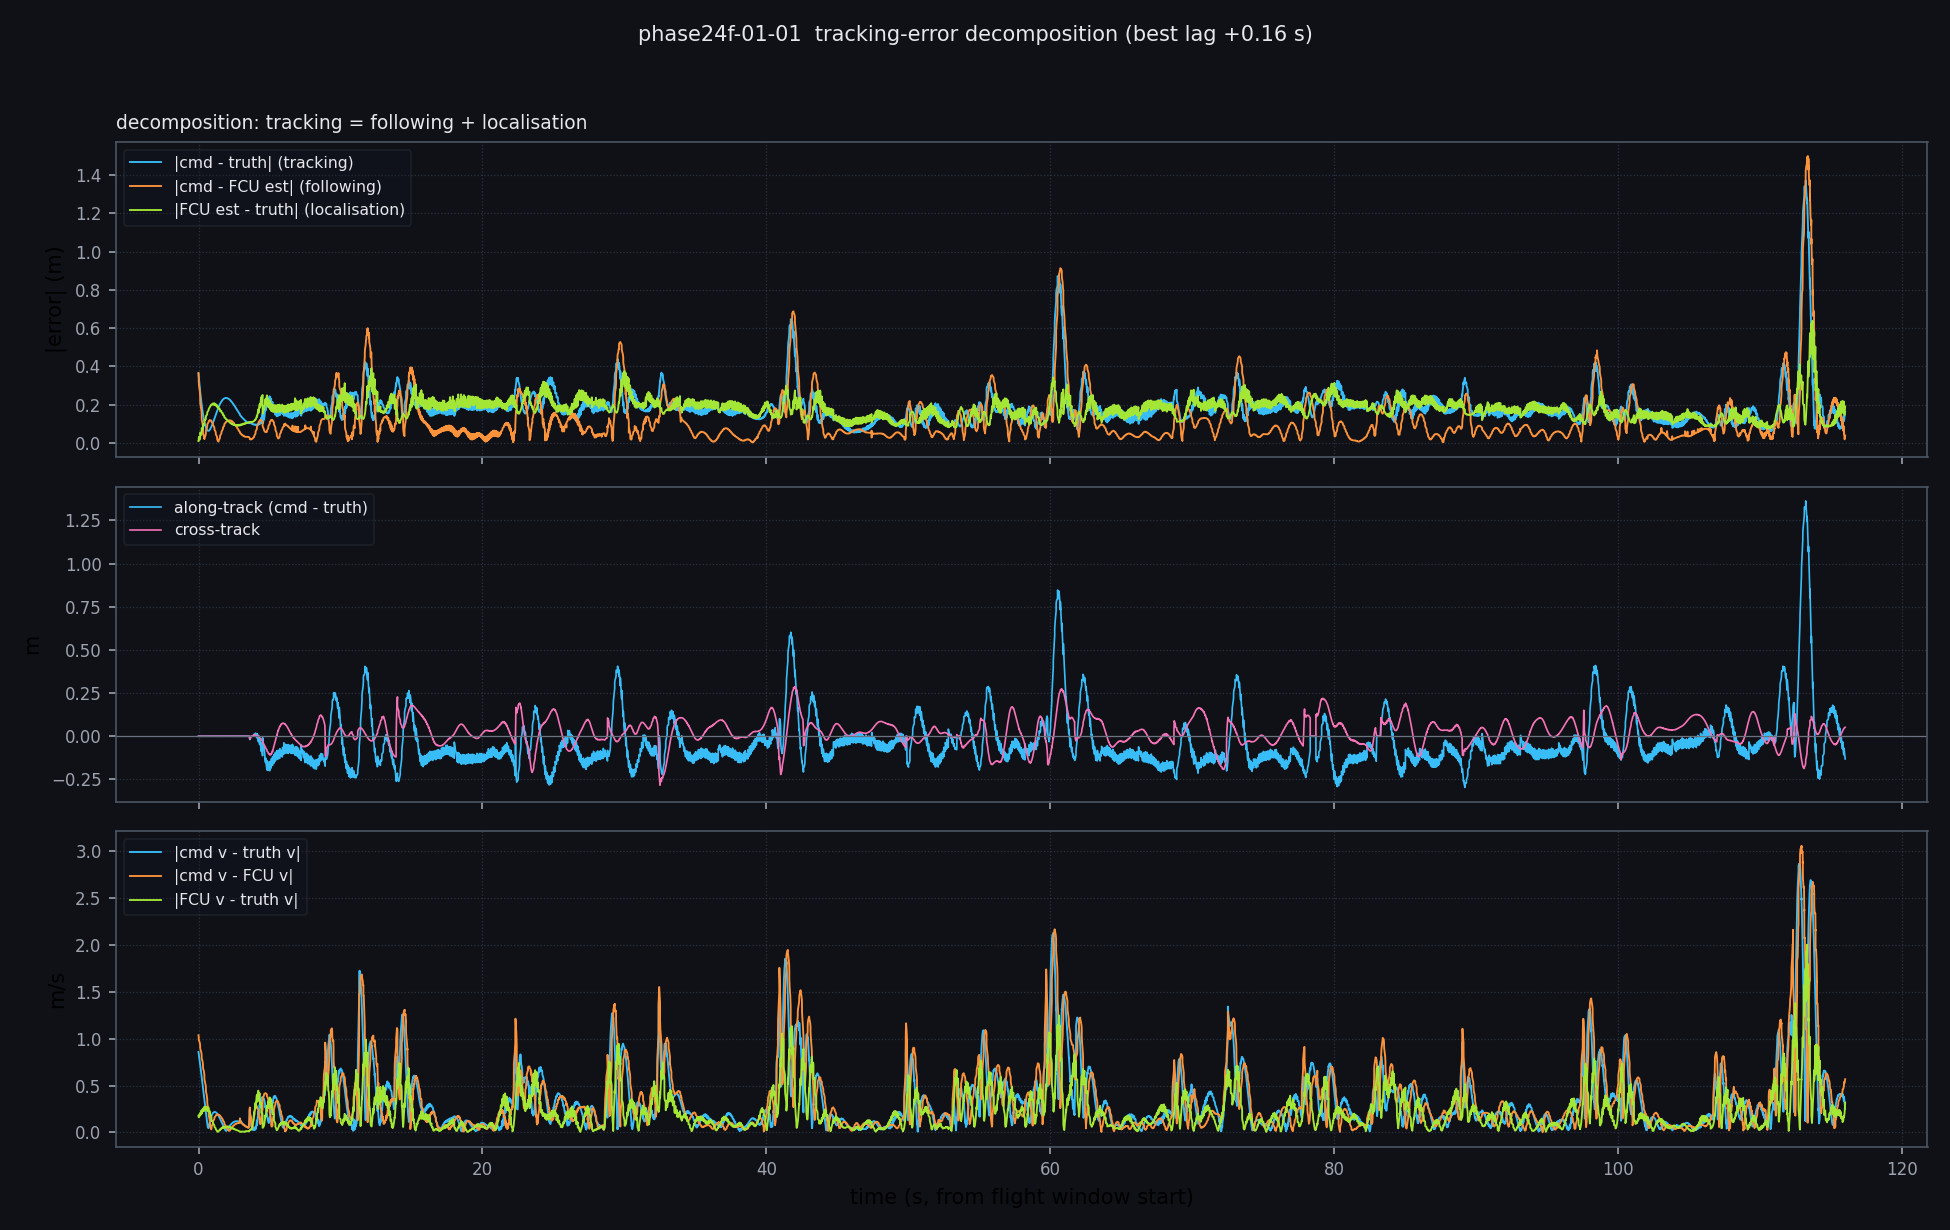 phase24f-01-01  tracking-error decomposition (best lag +0.16 s)
decomposition: tracking = following + localisation
|cmd - truth| (tracking)
|cmd - FCU est| (following)
|FCU est - truth| (localisation)
|error| (m)
1.4
1.2
1.0
0.8
0.6
0.4
0.2
0.0
along-track (cmd - truth)
cross-track
m
1.25
1.00
0.75
0.50
0.25
0.00
−0.25
|cmd v - truth v|
|cmd v - FCU v|
|FCU v - truth v|
m/s
3.0
2.5
2.0
1.5
1.0
0.5
0.0
0 20 40 60 80 100 120
time (s, from flight window start)